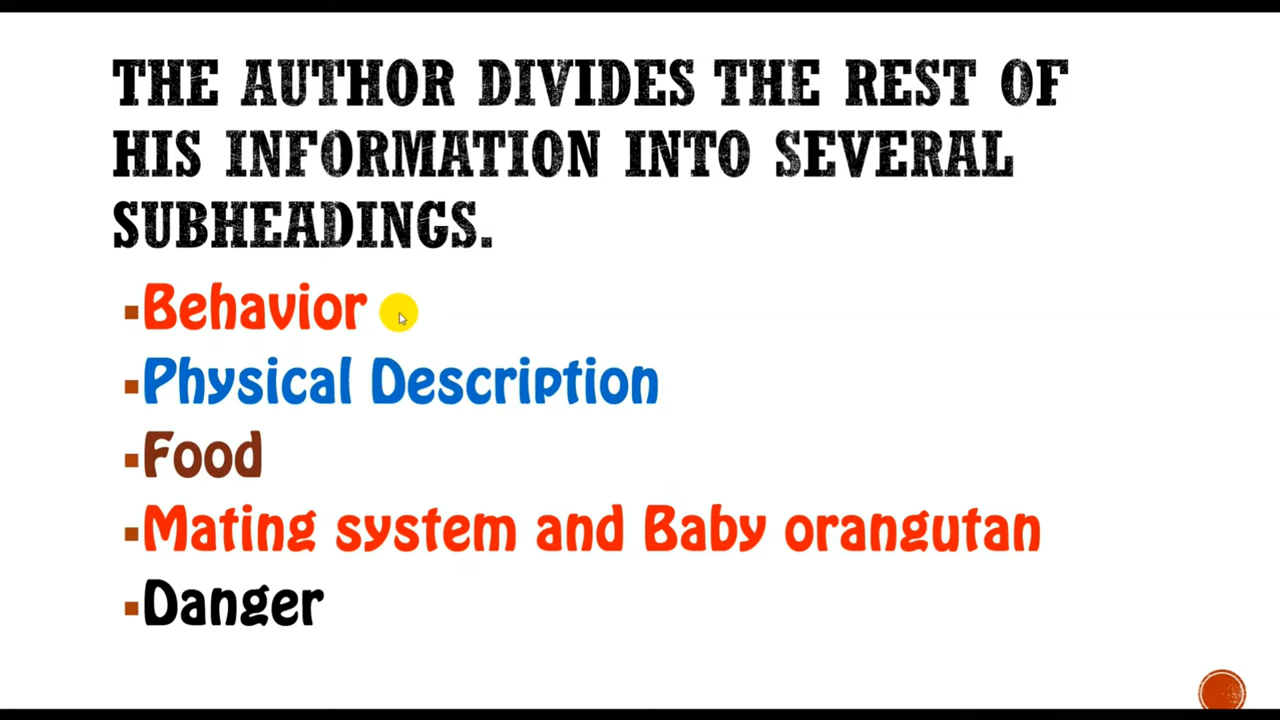 THE AUTHOR DIVIDES THE REST OF
HIS INFORMATION INTO SEVERAL
SUBHEADINGS.
▪Behavior
▪Physical Description
▪Food
▪Mating system and Baby orangutan
▪Danger